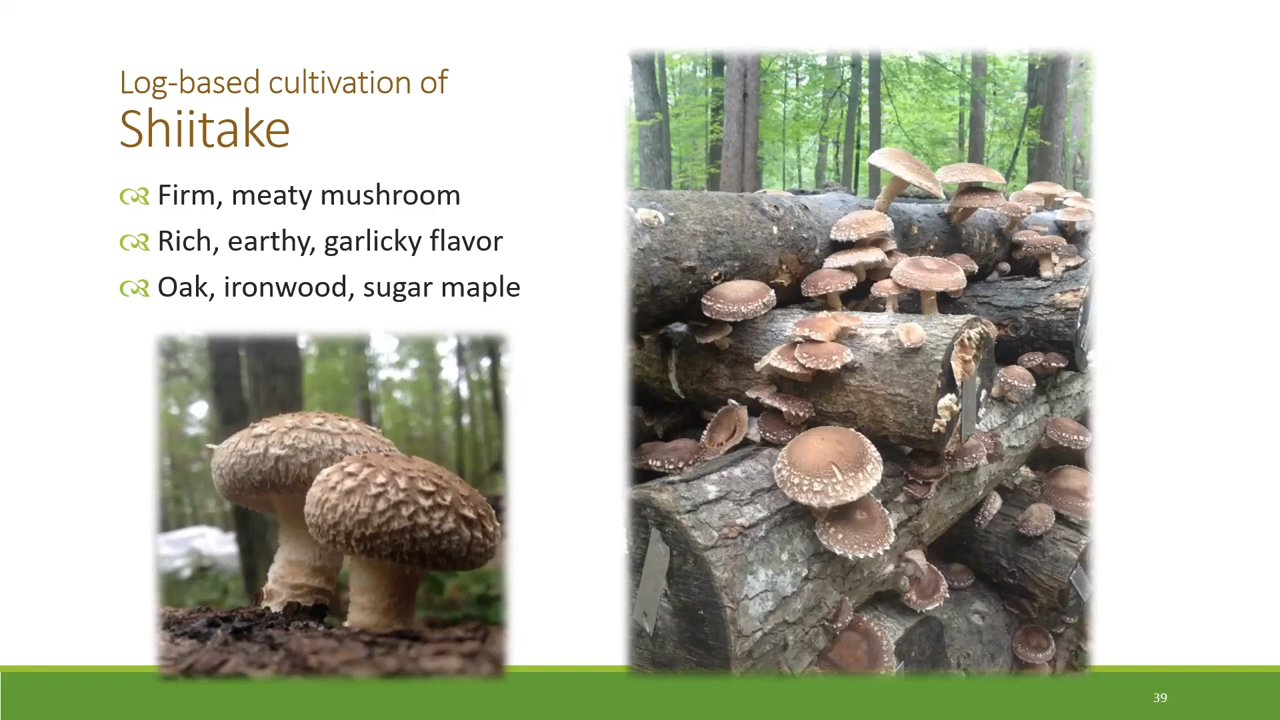 Log-based cultivation of
Shiitake
Firm, meaty mushroom
Rich, earthy, garlicky flavor
Oak, ironwood, sugar maple
39